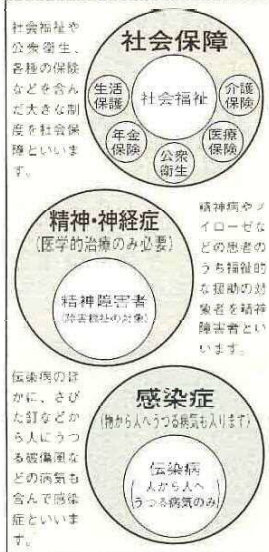 社会福祉や
公衆衛生、
各種の保険
などを含ん
だ大きな制
度を社会保
障といいま
す。
社会保障
社会福祉
生活
保護
介護
保険
年金
保険
医療
保険
公衆
衛生
精神・神経症
(医学的治療のみ必要)
精神障害者
(障害福祉の対象)
精神病やノ
イローゼな
どの患者の
うち福祉的
な援助の対
象者を精神
障害者とい
います。
伝染病のほ
かに、さび
た釘などか
ら人にうつ
る破傷風な
どの病気も
含んで感染
症といいま
す。
感染症
(物から人へうつる病気も入ります)
伝染病
(人から人へ
うつる病気のみ)